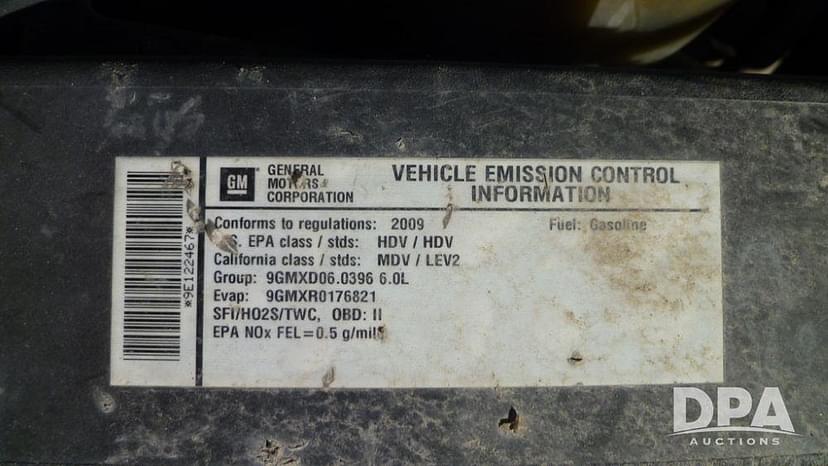 *9E122467*
GM
GENERAL
MOTORS
CORPORATION
VEHICLE EMISSION CONTROL
INFORMATION
Conforms to regulations: 2009 Fuel: Gasoline
EPA class / stds: HDV / HDV
California class / stds: MDV / LEV2
Group: 9GMXD06.0396 6.0L
Evap: 9GMXR0176821
SFI/HO2S/TWC, OBD: II
EPA NOx FEL=0.5 g/mile
DPA
AUCTIONS